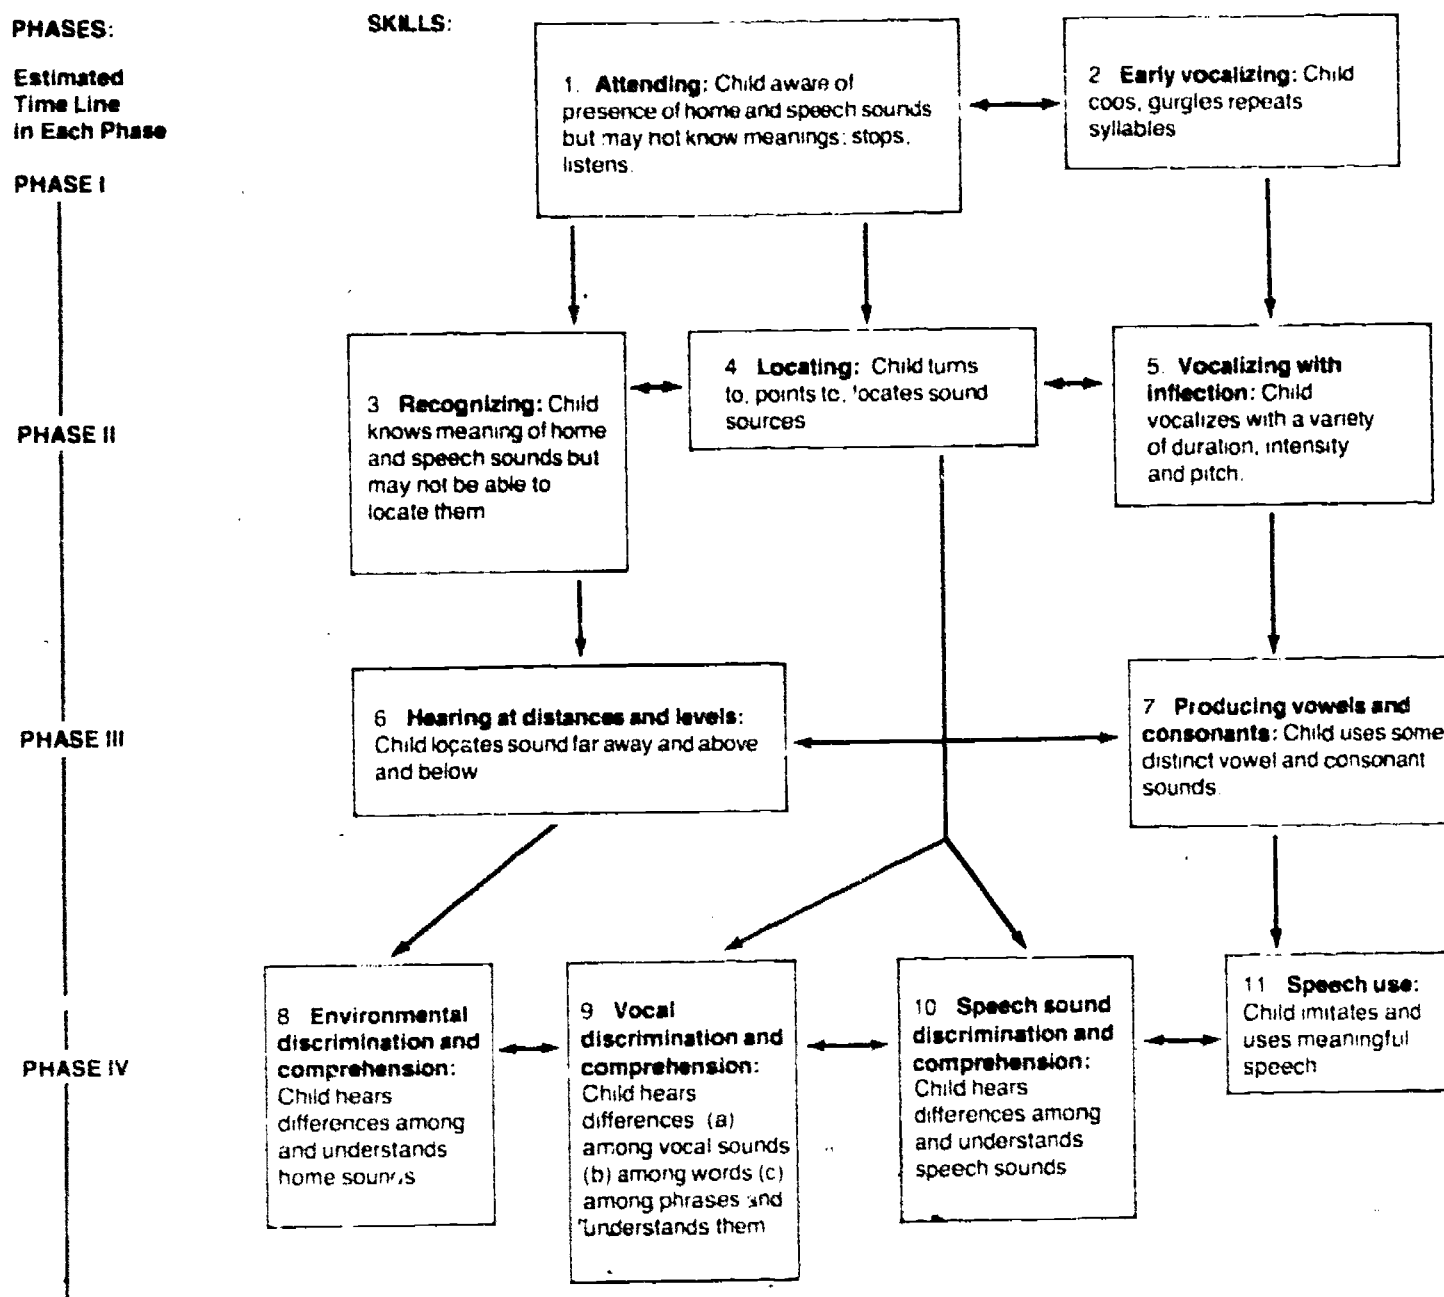 PHASES:
SKILLS:
Estimated
Time Line
in Each Phase
PHASE I
1. Attending: Child aware of
presence of home and speech sounds
but may not know meanings; stops,
listens.
2 Early vocalizing: Child
coos, gurgles repeats
syllables
PHASE II
3 Recognizing: Child
knows meaning of home
and speech sounds but
may not be able to
locate them
4 Locating: Child turns
to, points to, locates sound
sources
5. Vocalizing with
inflection: Child
vocalizes with a variety
of duration, intensity
and pitch.
PHASE III
6 Hearing at distances and levels:
Child locates sound far away and above
and below
7 Producing vowels and
consonants: Child uses some
distinct vowel and consonant
sounds.
PHASE IV
8 Environmental
discrimination and
comprehension:
Child hears
differences among
and understands
home sounds
9 Vocal
discrimination and
comprehension:
Child hears
differences (a)
among vocal sounds
(b) among words (c)
among phrases and
understands them
10 Speech sound
discrimination and
comprehension:
Child hears
differences among
and understands
speech sounds
11 Speech use:
Child imitates and
uses meaningful
speech